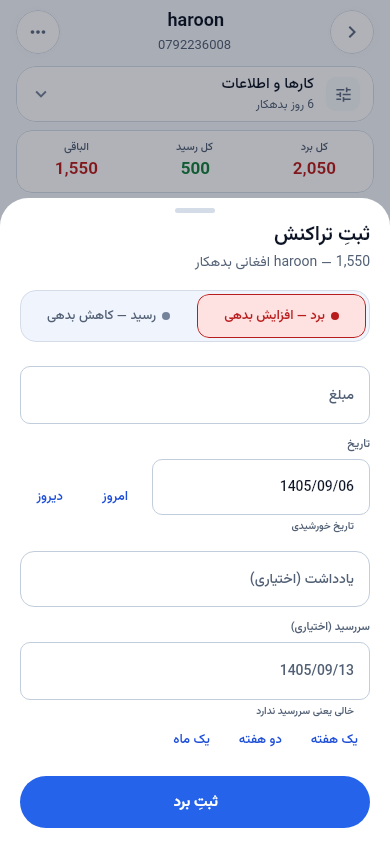 haroon
0792236008
کارها و اطلاعات
6 روز بدهکار
کل برد
کل رسید
الباقی
2,050
500
1,550
ثبتِ تراکنش
haroon — 1,550 افغانی بدهکار
برد — افزایش بدهی
رسید — کاهش بدهی
مبلغ
تاریخ
1405/09/06
امروز
دیروز
تاریخ خورشیدی
یادداشت (اختیاری)
سررسید (اختیاری)
1405/09/13
خالی یعنی سررسید ندارد
یک هفته
دو هفته
یک ماه
ثبتِ برد